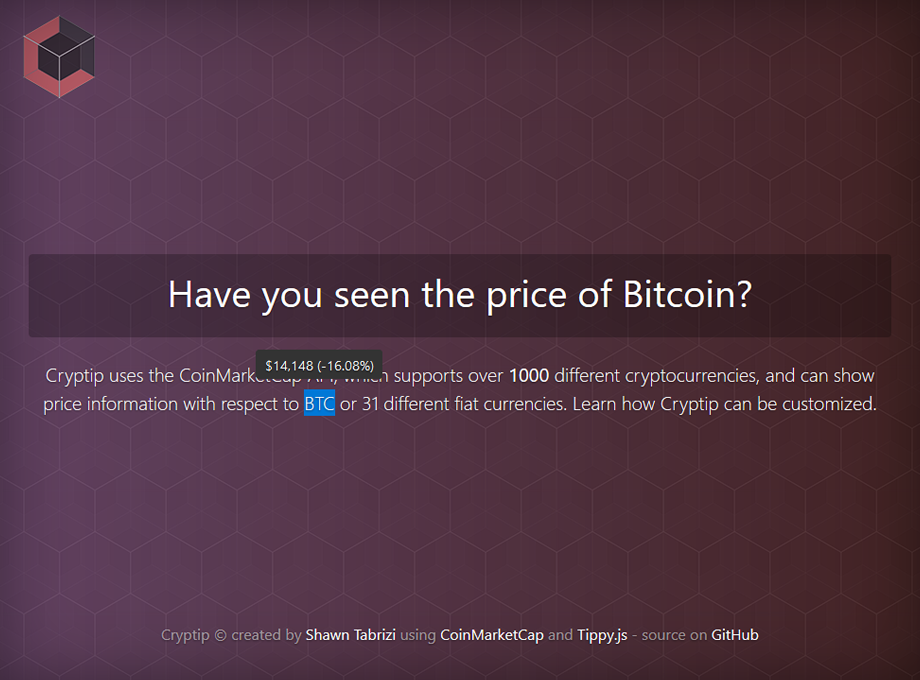 Have you seen the price of Bitcoin?
$14,148 (-16.08%)
Cryptip uses the CoinMarketCap API, which supports over 1000 different cryptocurrencies, and can show
price information with respect to BTC or 31 different fiat currencies. Learn how Cryptip can be customized.
Cryptip © created by Shawn Tabrizi using CoinMarketCap and Tippy.js - source on GitHub